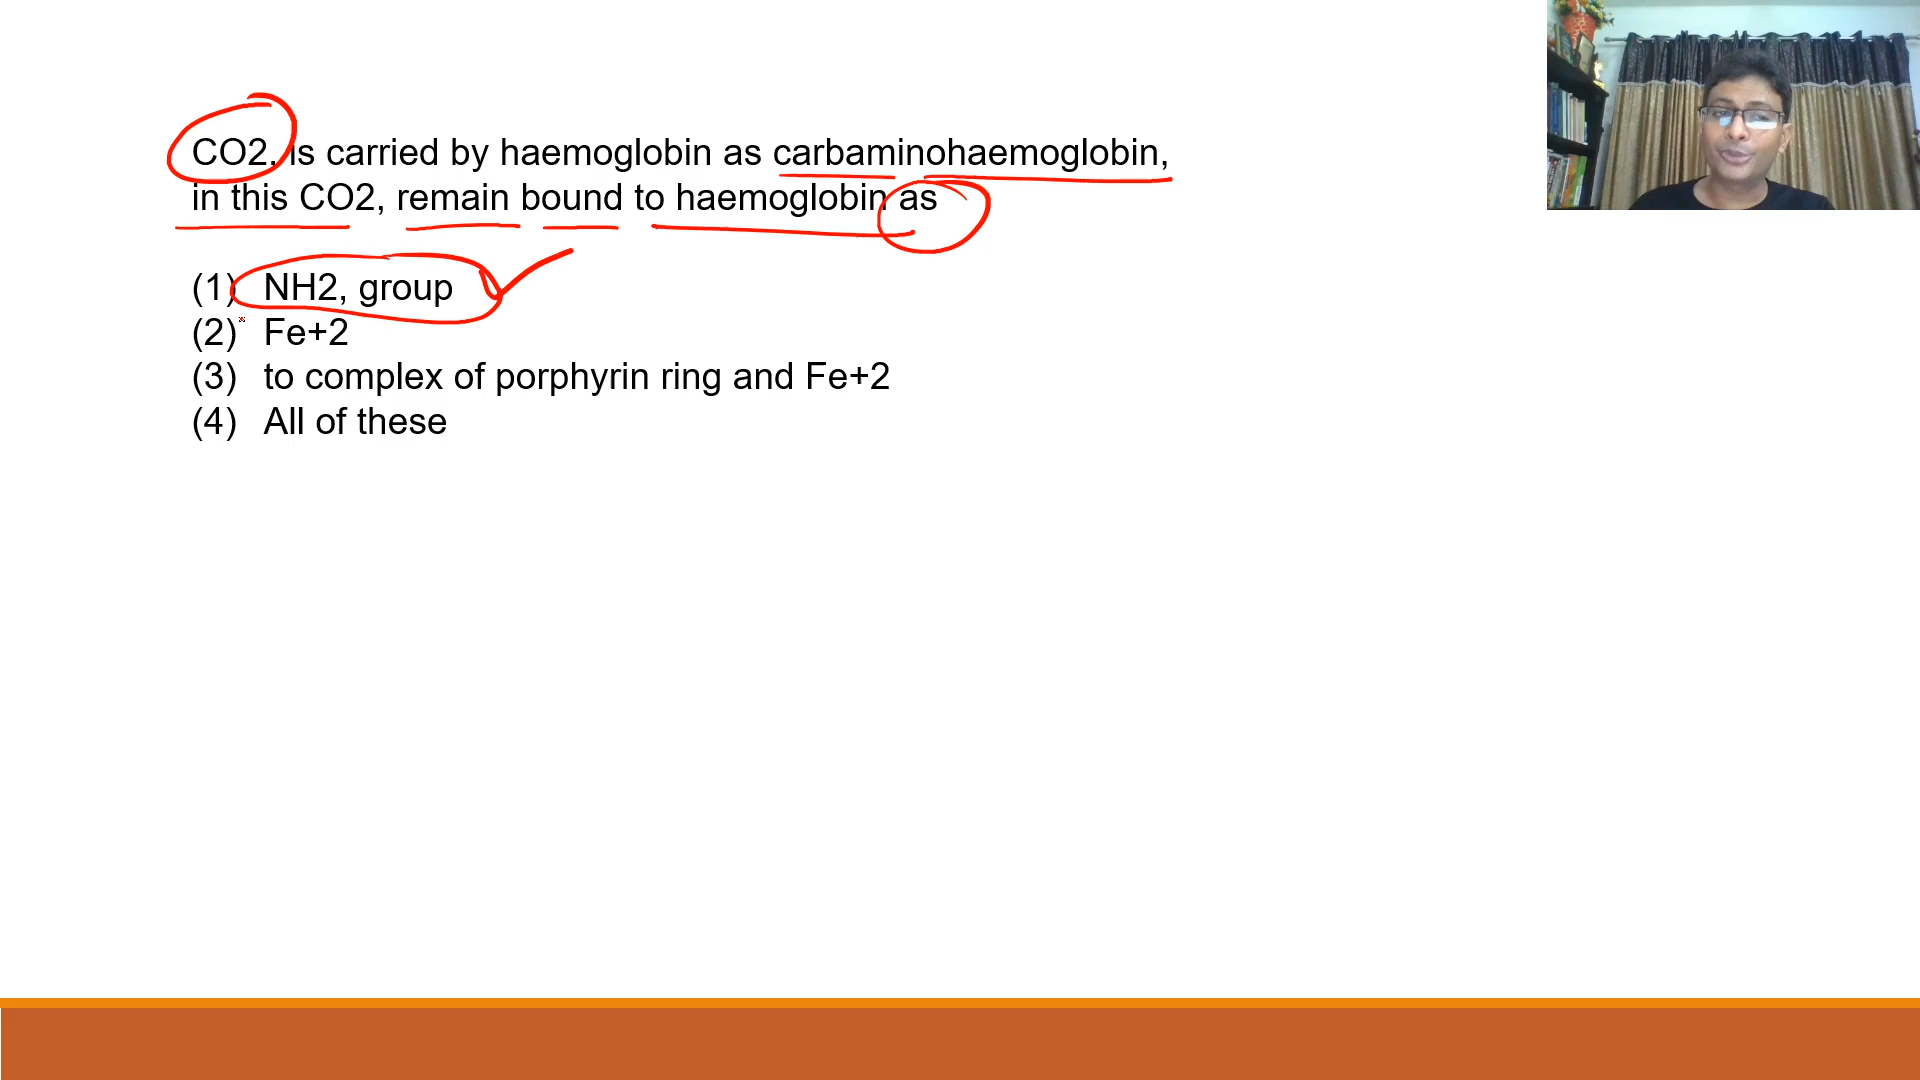 CO2, is carried by haemoglobin as carbaminohaemoglobin,
in this CO2, remain bound to haemoglobin as
(1) NH2, group
(2) Fe+2
(3) to complex of porphyrin ring and Fe+2
(4) All of these